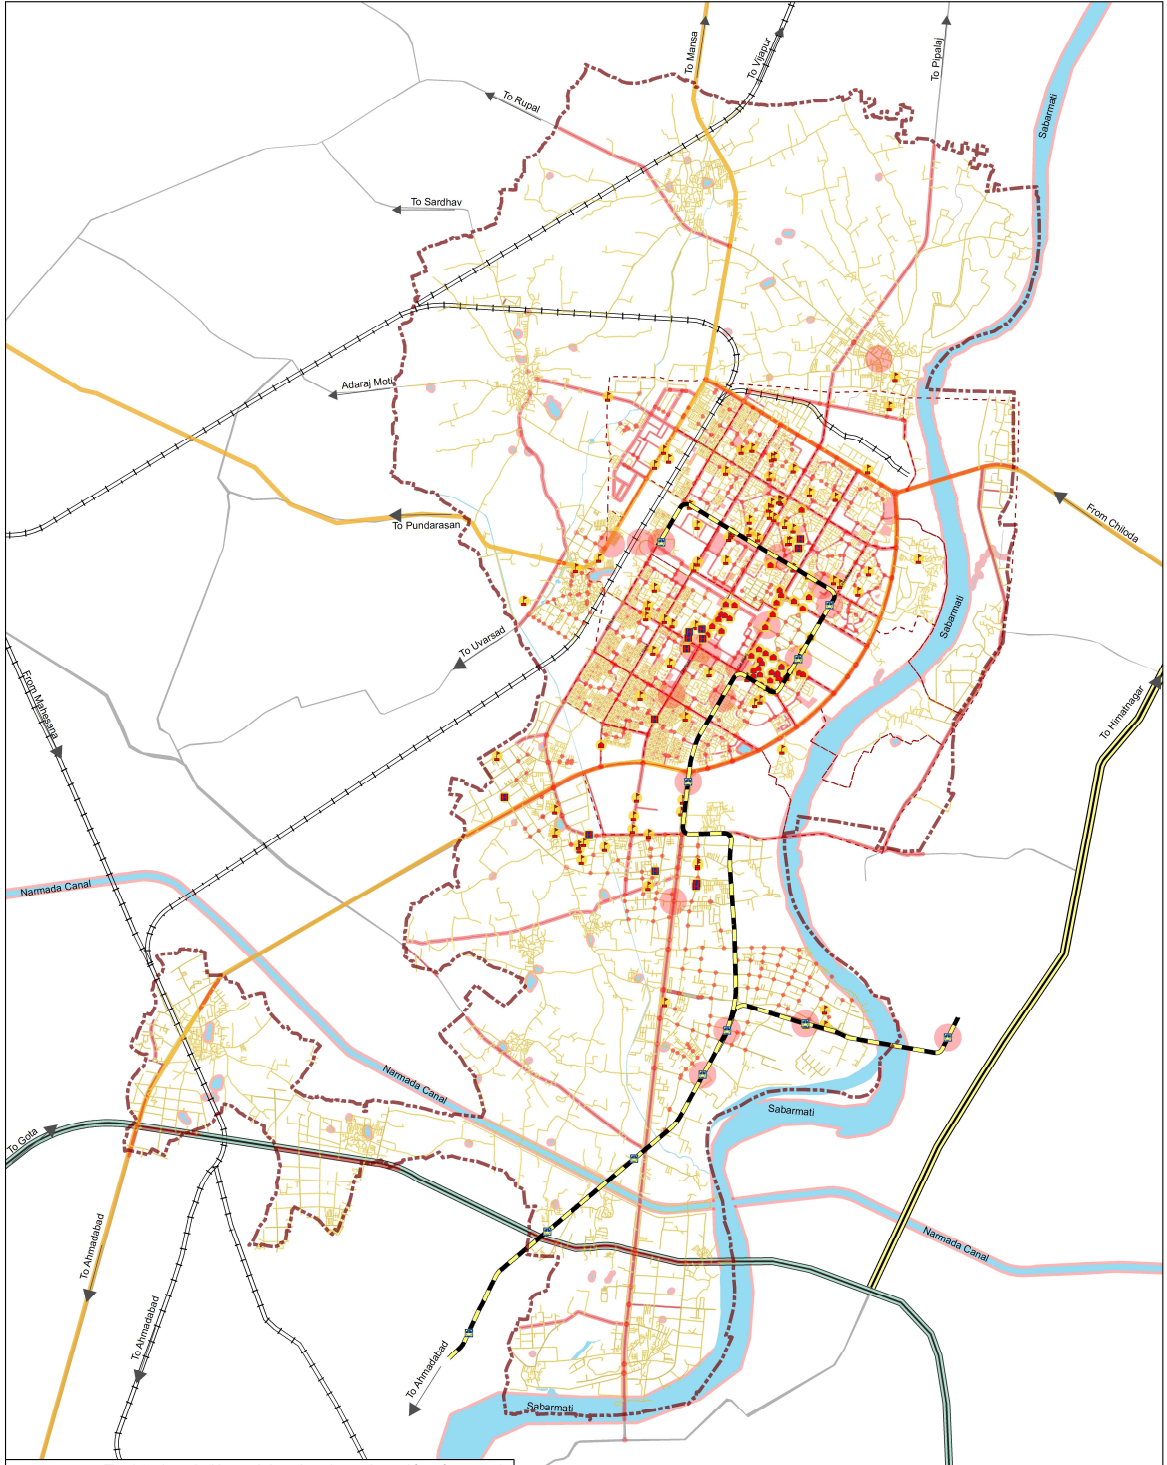 To Mansa
To Vijapur
To Pipalaj
Sabarmati
To Rupal
To Sardhav
Adaraj Moti
To Pundarasan
From Chiloda
Sabarmati
To Uvarsad
From Mahesana
To Himatnagar
Narmada Canal
Narmada Canal
Sabarmati
To Gota
To Ahmadabad
Narmada Canal
To Ahmadabad
To Ahmadabad
Sabarmati